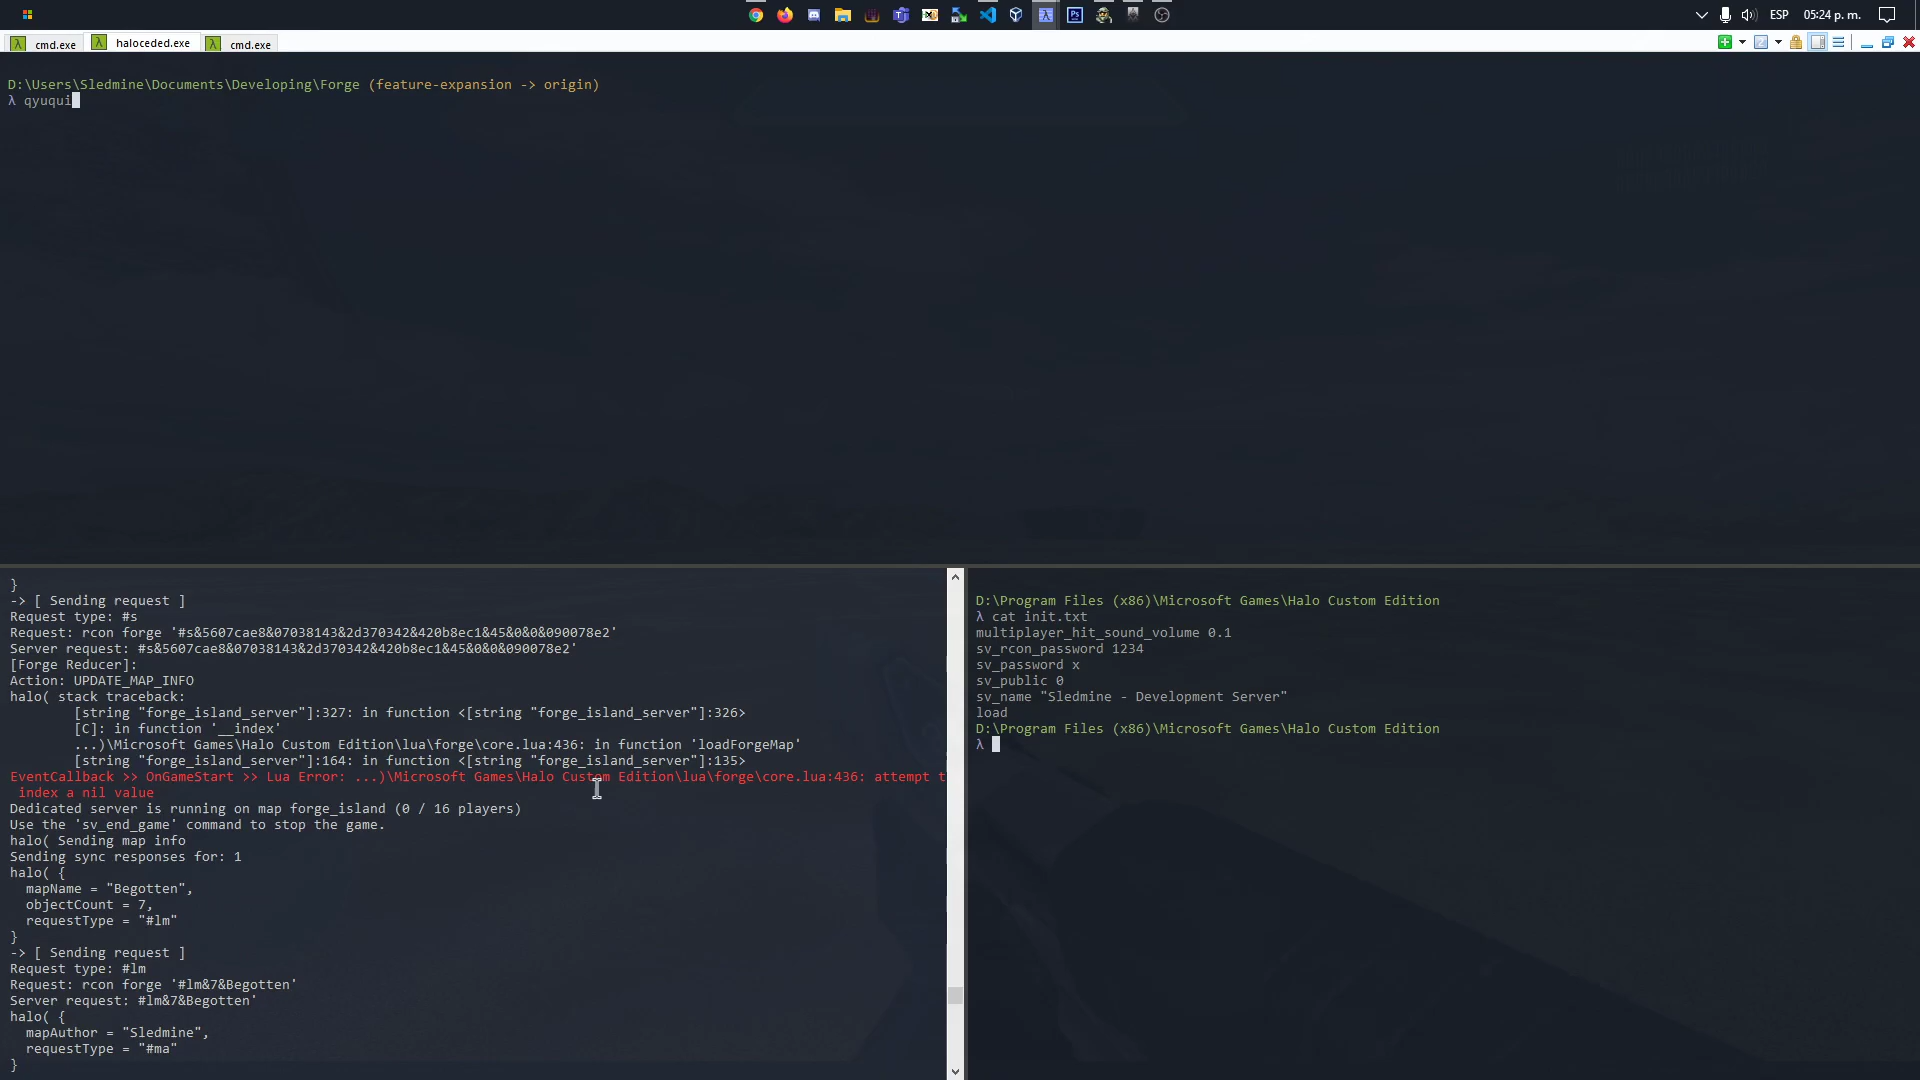 ESP 05:24 p. m.
cmd.exe haloceded.exe cmd.exe
D:\Users\Sledmine\Documents\Developing\Forge (feature-expansion -> origin)
λ qyuqui
}
-> [ Sending request ]
Request type: #s
Request: rcon forge '#s&5607cae8&07038143&2d370342&420b8ec1&45&0&0&090078e2'
Server request: #s&5607cae8&07038143&2d370342&420b8ec1&45&0&0&090078e2'
[Forge Reducer]:
Action: UPDATE_MAP_INFO
halo( stack traceback:
[string "forge_island_server"]:327: in function <[string "forge_island_server"]:326>
[C]: in function '__index'
...)\Microsoft Games\Halo Custom Edition\lua\forge\core.lua:436: in function 'loadForgeMap'
[string "forge_island_server"]:164: in function <[string "forge_island_server"]:135>
EventCallback >> OnGameStart >> Lua Error: ...)\Microsoft Games\Halo Custom Edition\lua\forge\core.lua:436: attempt t
index a nil value
Dedicated server is running on map forge_island (0 / 16 players)
Use the 'sv_end_game' command to stop the game.
halo( Sending map info
Sending sync responses for: 1
halo( {
mapName = "Begotten",
objectCount = 7,
requestType = "#lm"
}
-> [ Sending request ]
Request type: #lm
Request: rcon forge '#lm&7&Begotten'
Server request: #lm&7&Begotten'
halo( {
mapAuthor = "Sledmine",
requestType = "#ma"
}
D:\Program Files (x86)\Microsoft Games\Halo Custom Edition
λ cat init.txt
multiplayer_hit_sound_volume 0.1
sv_rcon_password 1234
sv_password x
sv_public 0
sv_name "Sledmine - Development Server"
load
D:\Program Files (x86)\Microsoft Games\Halo Custom Edition
λ